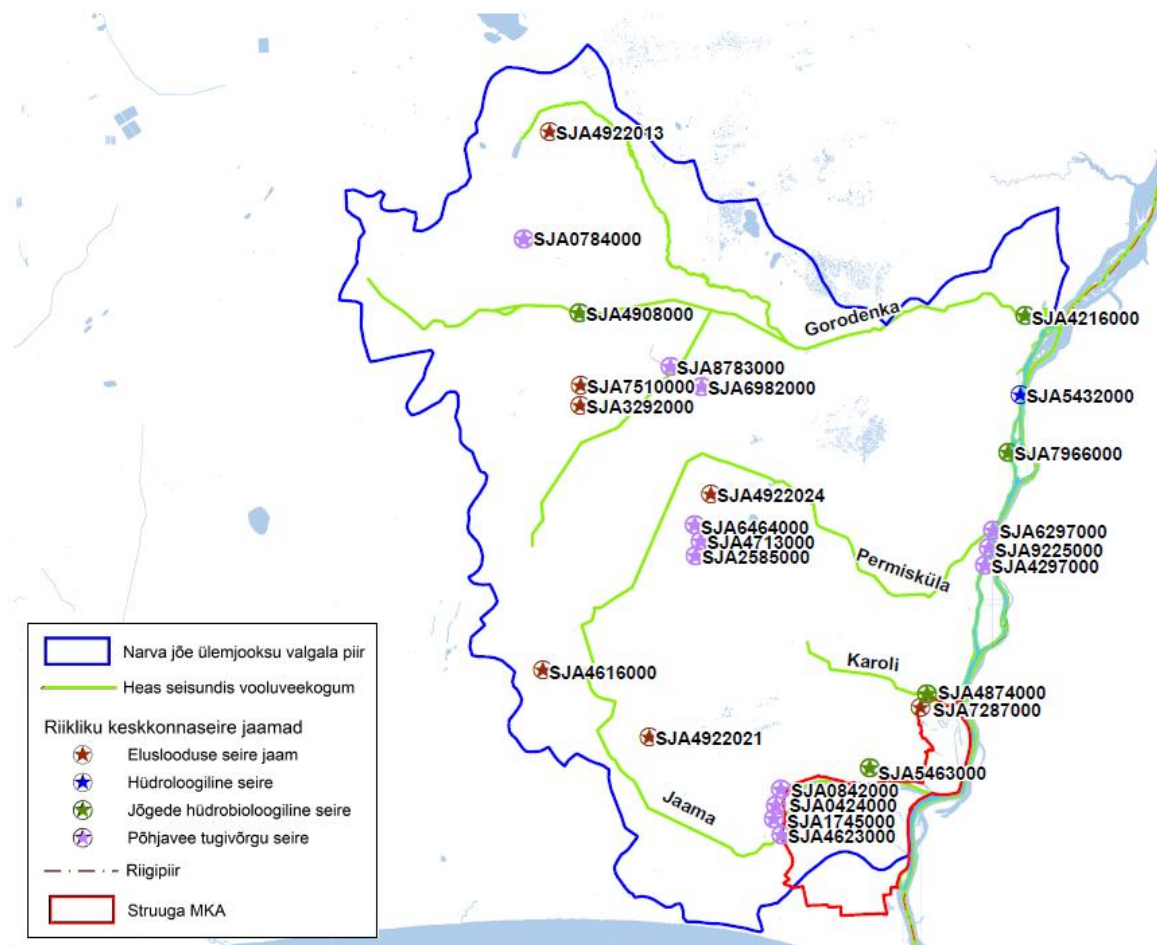 SJA4922013
SJA0784000
SJA4908000
Gorodenka
SJA4216000
SJA8783000
SJA7510000
SJA6982000
SJA3292000
SJA5432000
SJA7966000
SJA4922024
SJA6464000
SJA4713000
SJA2585000
SJA6297000
SJA9225000
SJA4297000
Permisküla
Karoli
SJA4616000
SJA4874000
SJA7287000
SJA4922021
SJA5463000
Jaama
SJA0842000
SJA0424000
SJA1745000
SJA4623000
Narva jõe ülemjooksu valgala piir
Heas seisundis vooluveekogum
Riikliku keskkonnaseire jaamad
Eluslooduse seire jaam
Hüdroloogiline seire
Jõgede hüdrobioloogiline seire
Põhjavee tugivõrgu seire
Riigipiir
Struuga MKA